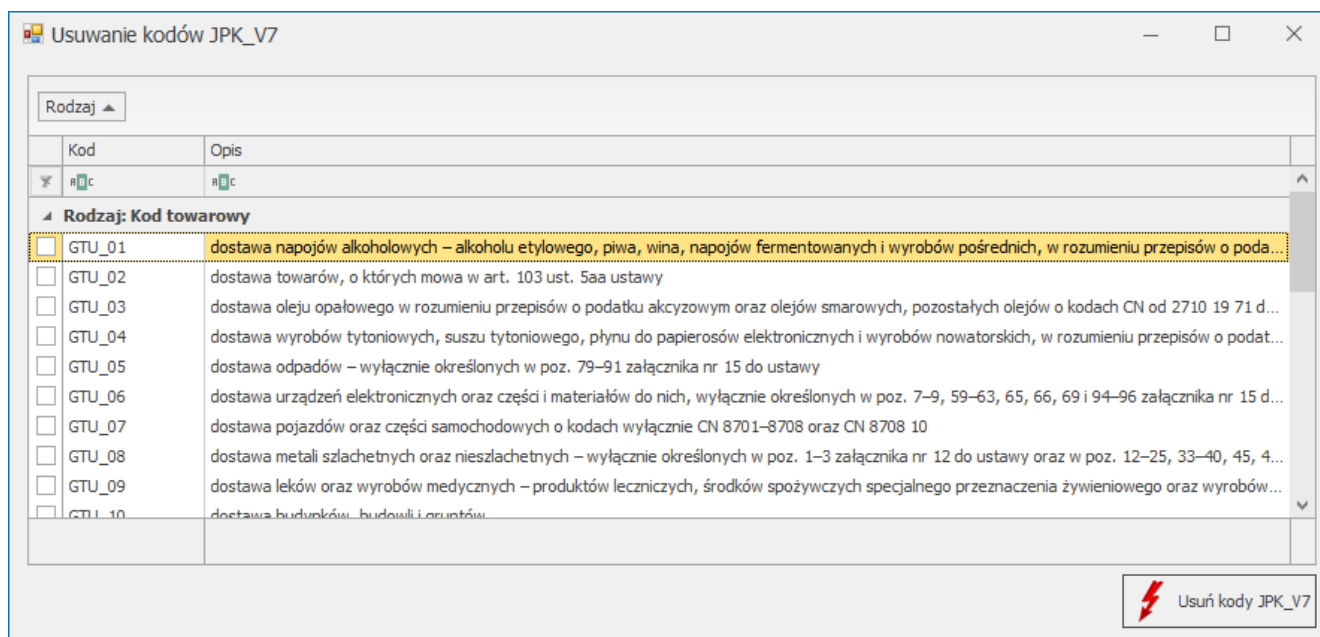 Usuwanie kodów JPK_V7
Rodzaj
Kod Opis
ABC ABC
Rodzaj: Kod towarowy
GTU_01 dostawa napojów alkoholowych – alkoholu etylowego, piwa, wina, napojów fermentowanych i wyrobów pośrednich, w rozumieniu przepisów o poda...
GTU_02 dostawa towarów, o których mowa w art. 103 ust. 5aa ustawy
GTU_03 dostawa oleju opałowego w rozumieniu przepisów o podatku akcyzowym oraz olejów smarowych, pozostałych olejów o kodach CN od 2710 19 71 d...
GTU_04 dostawa wyrobów tytoniowych, suszu tytoniowego, płynu do papierosów elektronicznych i wyrobów nowatorskich, w rozumieniu przepisów o podat...
GTU_05 dostawa odpadów – wyłącznie określonych w poz. 79–91 załącznika nr 15 do ustawy
GTU_06 dostawa urządzeń elektronicznych oraz części i materiałów do nich, wyłącznie określonych w poz. 7–9, 59–63, 65, 66, 69 i 94–96 załącznika nr 15 d...
GTU_07 dostawa pojazdów oraz części samochodowych o kodach wyłącznie CN 8701–8708 oraz CN 8708 10
GTU_08 dostawa metali szlachetnych oraz nieszlachetnych – wyłącznie określonych w poz. 1–3 załącznika nr 12 do ustawy oraz w poz. 12–25, 33–40, 45, 4...
GTU_09 dostawa leków oraz wyrobów medycznych – produktów leczniczych, środków spożywczych specjalnego przeznaczenia żywieniowego oraz wyrobów...
GTU_10 dostawa budynków, budowli i gruntów
Usuń kody JPK_V7